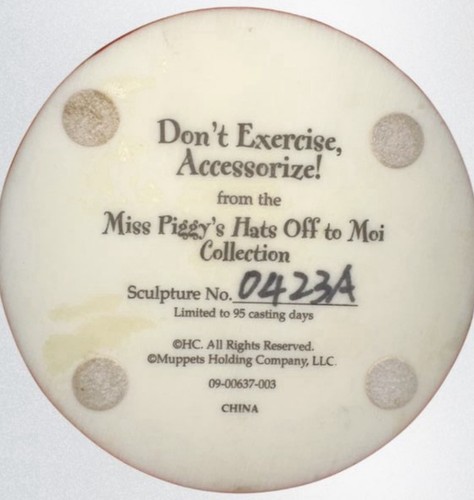 Don't Exercise,
Accessorize!
from the
Miss Piggy's Hats Off to Moi
Collection
Sculpture No. 0423A
Limited to 95 casting days
©HC. All Rights Reserved.
©Muppets Holding Company, LLC.
09-00637-003
CHINA